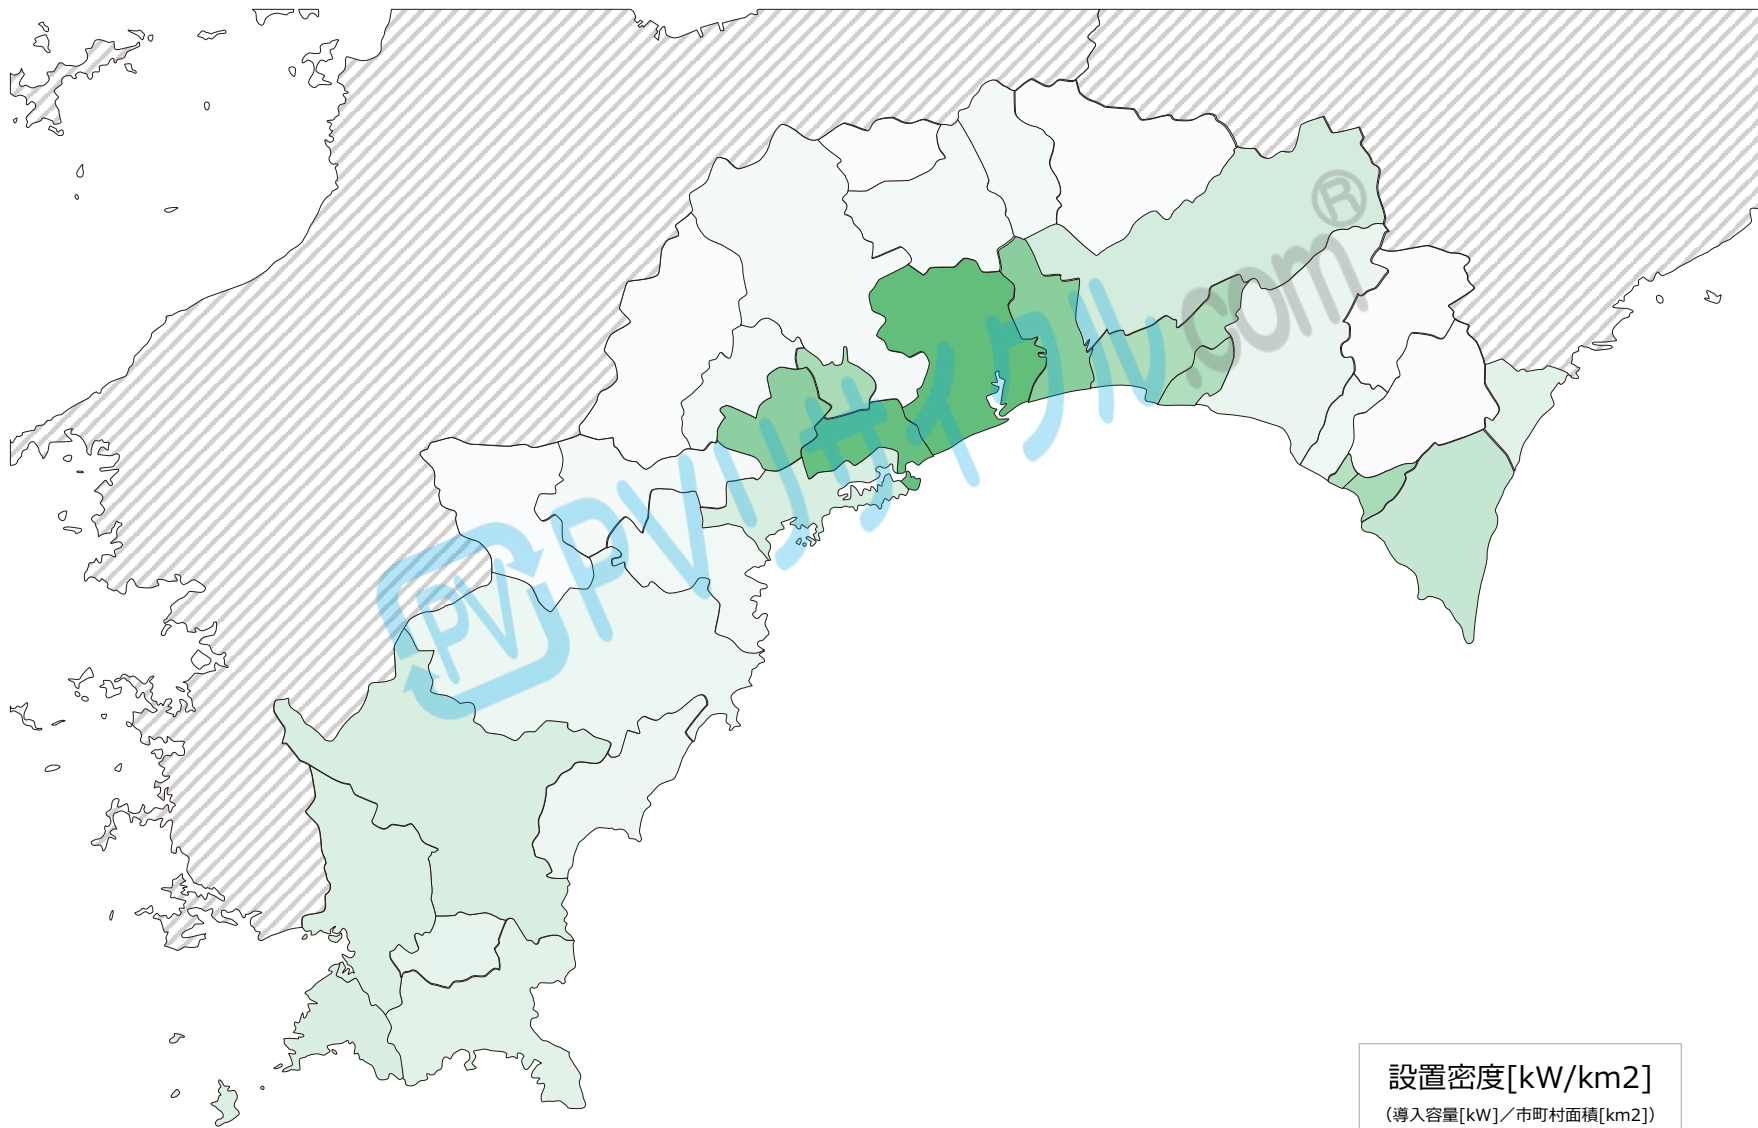 PV PVリサイクル.com®
設置密度[kW/km2]
(導入容量[kW]／市町村面積[km2])